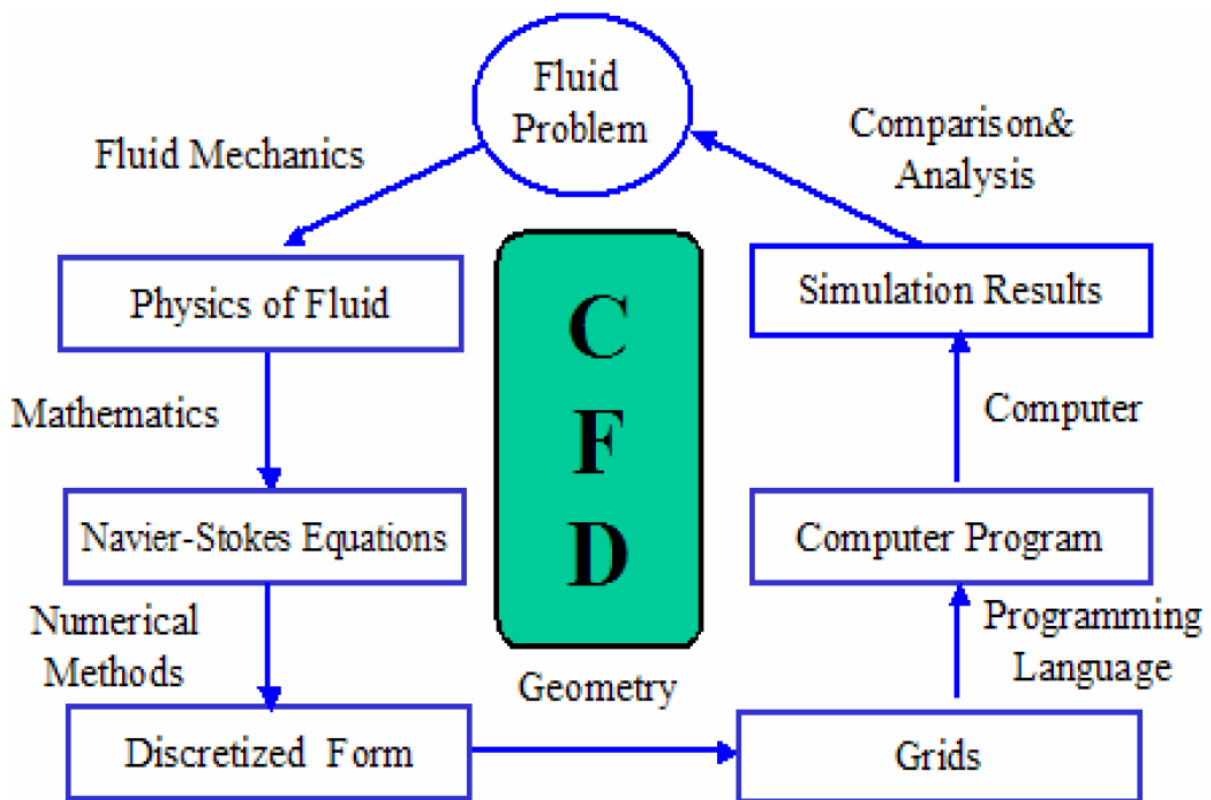 Fluid
Problem
Fluid Mechanics
Comparison&
Analysis
Physics of Fluid
Simulation Results
C
F
D
Mathematics
Computer
Navier-Stokes Equations
Computer Program
Numerical
Methods
Programming
Language
Geometry
Discretized Form
Grids